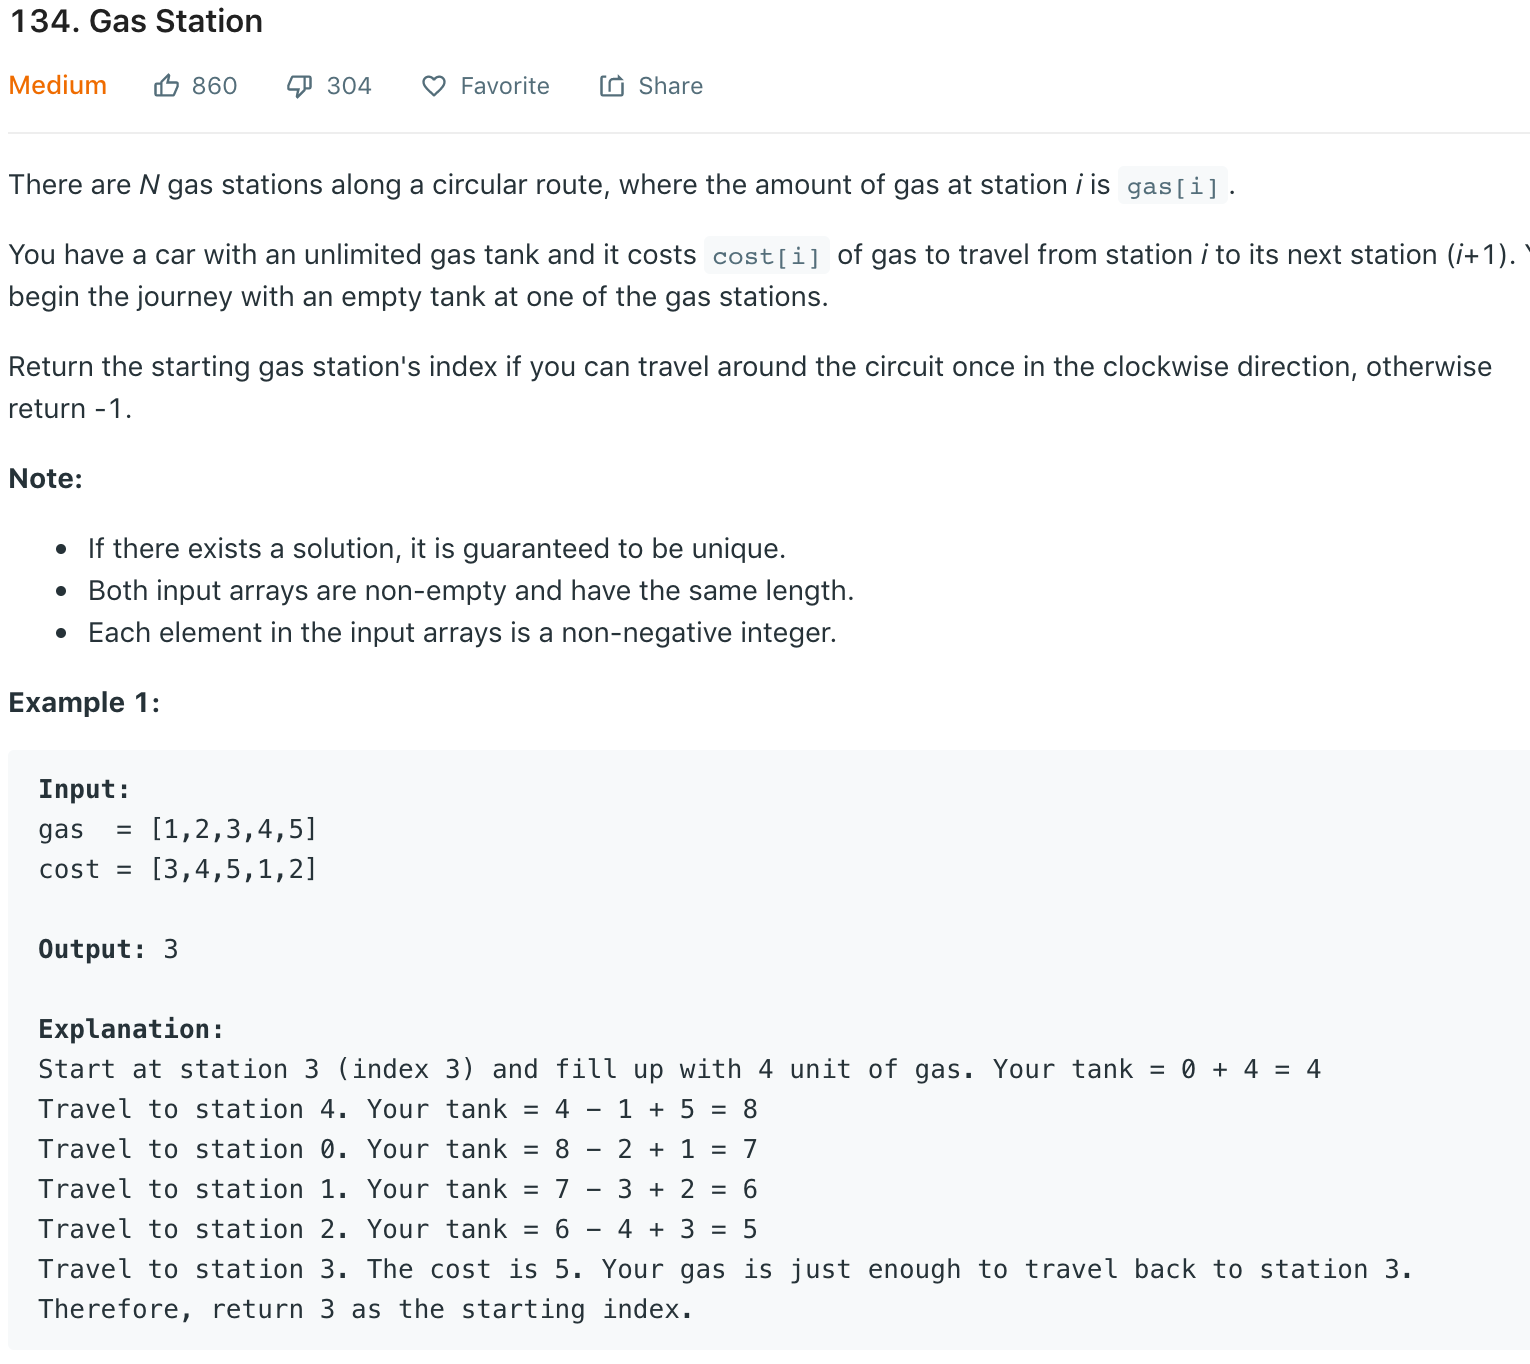 134. Gas Station
Medium 860 304 Favorite Share
There are N gas stations along a circular route, where the amount of gas at station i is gas[i].
You have a car with an unlimited gas tank and it costs cost[i] of gas to travel from station i to its next station (i+1).
begin the journey with an empty tank at one of the gas stations.
Return the starting gas station's index if you can travel around the circuit once in the clockwise direction, otherwise
return -1.
Note:
• If there exists a solution, it is guaranteed to be unique.
• Both input arrays are non-empty and have the same length.
• Each element in the input arrays is a non-negative integer.
Example 1:
Input:
gas  = [1,2,3,4,5]
cost = [3,4,5,1,2]
Output: 3
Explanation:
Start at station 3 (index 3) and fill up with 4 unit of gas. Your tank = 0 + 4 = 4
Travel to station 4. Your tank = 4 - 1 + 5 = 8
Travel to station 0. Your tank = 8 - 2 + 1 = 7
Travel to station 1. Your tank = 7 - 3 + 2 = 6
Travel to station 2. Your tank = 6 - 4 + 3 = 5
Travel to station 3. The cost is 5. Your gas is just enough to travel back to station 3.
Therefore, return 3 as the starting index.